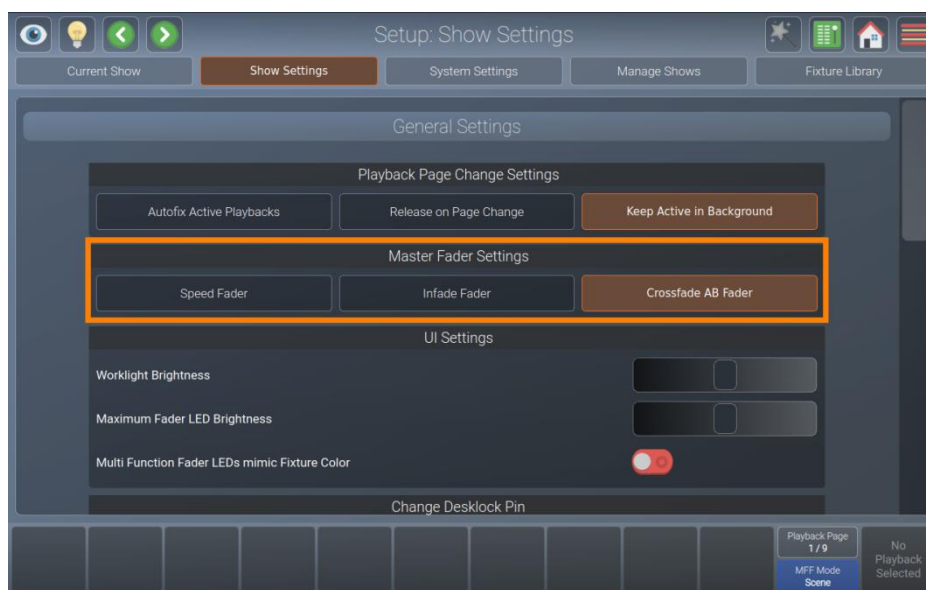 Setup: Show Settings
Current Show
Show Settings
System Settings
Manage Shows
Fixture Library
General Settings
Playback Page Change Settings
Autofix Active Playbacks
Release on Page Change
Keep Active in Background
Master Fader Settings
Speed Fader
Infade Fader
Crossfade AB Fader
UI Settings
Worklight Brightness
Maximum Fader LED Brightness
Multi Function Fader LEDs mimic Fixture Color
Change Desklock Pin
Playback Page
1 / 9
MFF Mode
Scene
No
Playback
Selected